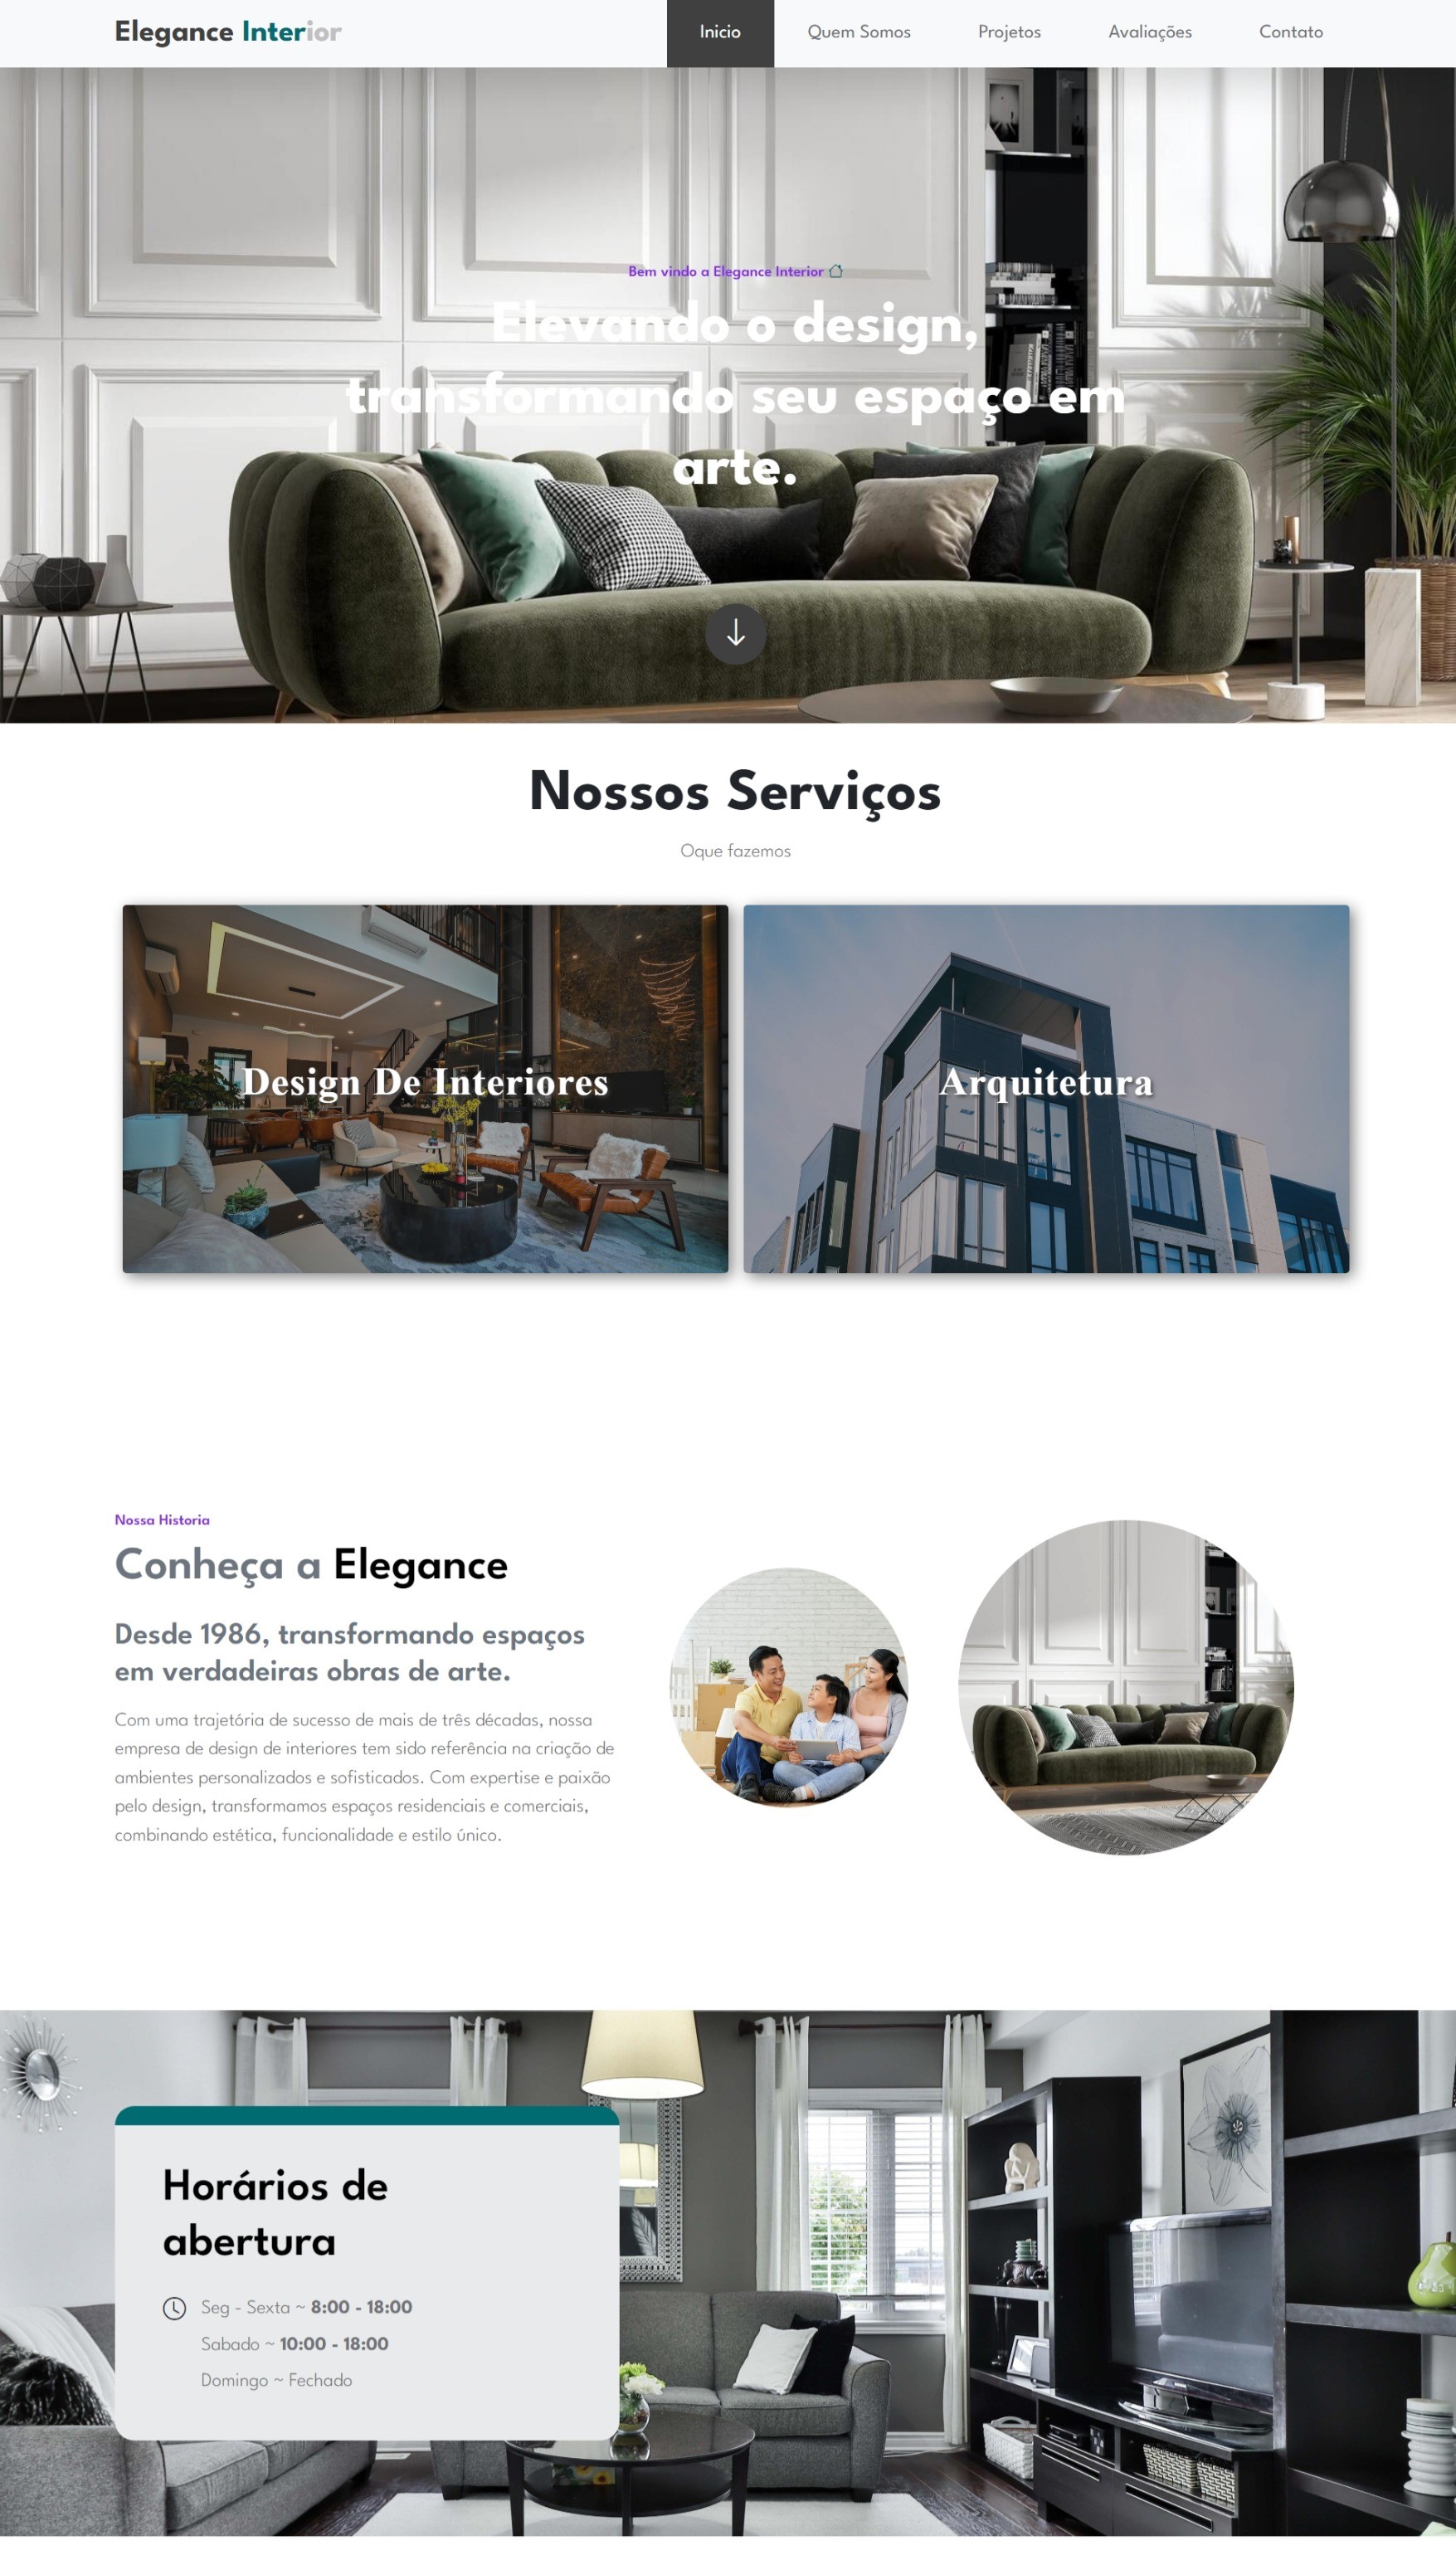 Elegance Interior
Inicio
Quem Somos
Projetos
Avaliações
Contato
Bem vindo a Elegance Interior
Elevando o design,
transformando seu espaço em
arte.
Nossos Serviços
Oque fazemos
Design De Interiores
Arquitetura
Nossa Historia
Conheça a Elegance
Desde 1986, transformando espaços
em verdadeiras obras de arte.
Com uma trajetória de sucesso de mais de três décadas, nossa
empresa de design de interiores tem sido referência na criação de
ambientes personalizados e sofisticados. Com expertise e paixão
pelo design, transformamos espaços residenciais e comerciais,
combinando estética, funcionalidade e estilo único.
Horários de
abertura
Seg - Sexta ~ 8:00 - 18:00
Sabado ~ 10:00 - 18:00
Domingo ~ Fechado